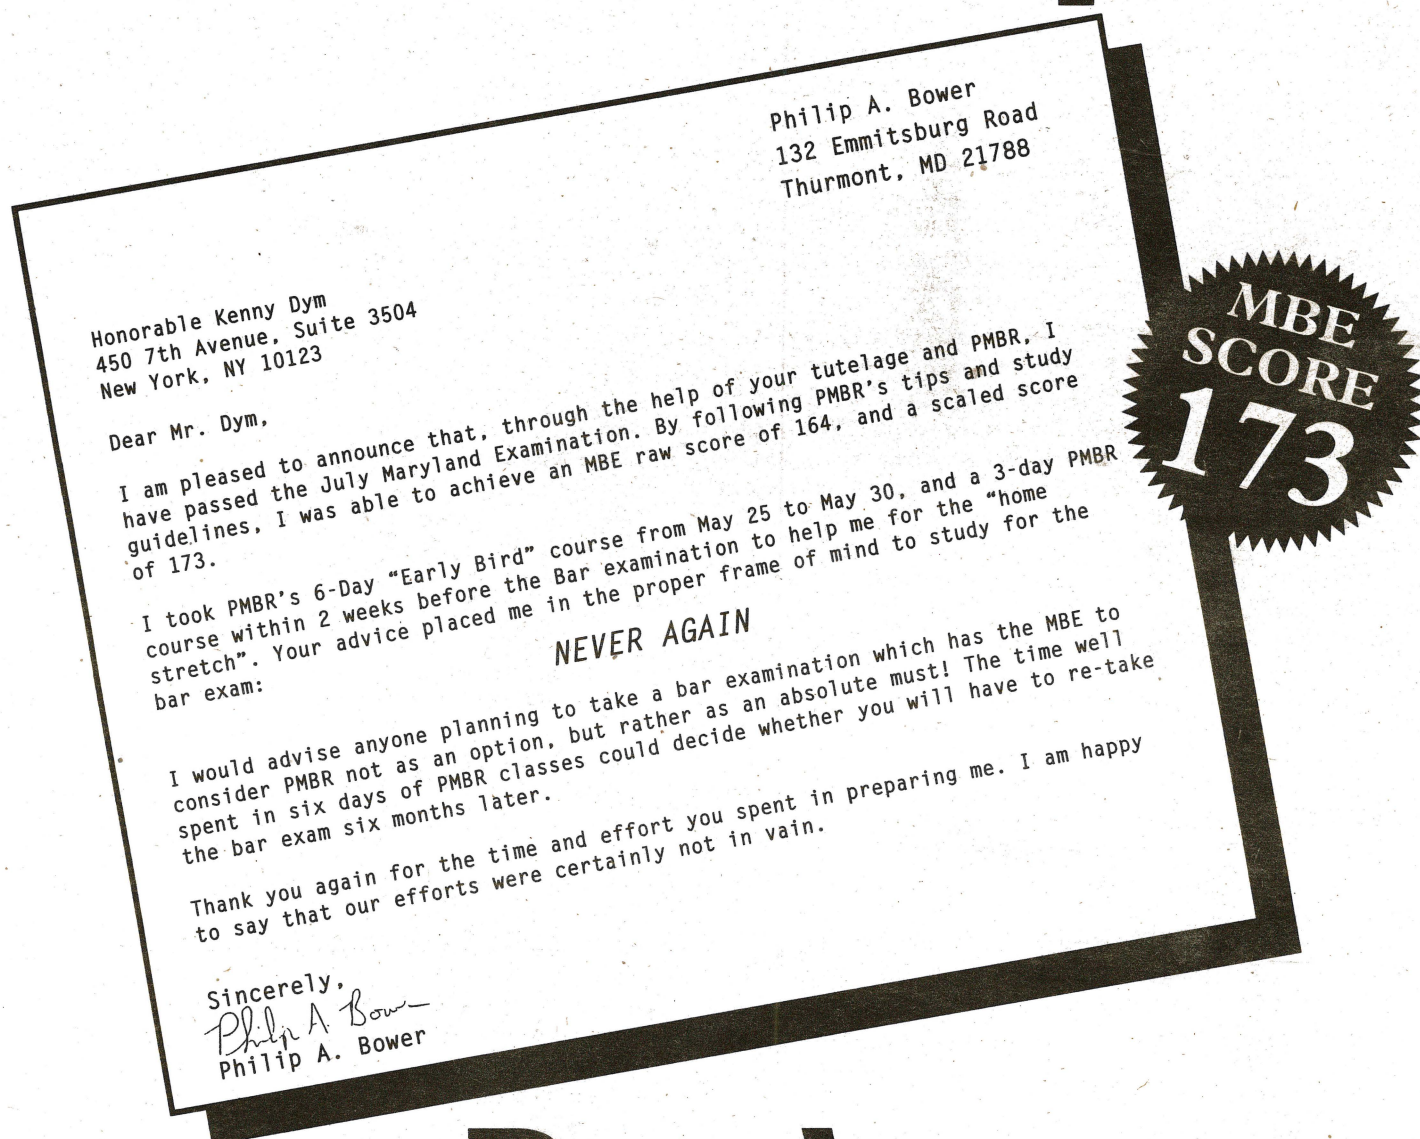 Philip A. Bower
132 Emmitsburg Road
Thurmont, MD 21788
Honorable Kenny Dym
450 7th Avenue, Suite 3504
New York, NY 10123
Dear Mr. Dym,
I am pleased to announce that, through the help of your tutelage and PMBR, I
have passed the July Maryland Examination. By following PMBR's tips and study
guidelines, I was able to achieve an MBE raw score of 164, and a scaled score
of 173.
I took PMBR's 6-Day “Early Bird” course from May 25 to May 30, and a 3-day PMBR
course within 2 weeks before the Bar examination to help me for the “home
stretch”. Your advice placed me in the proper frame of mind to study for the
bar exam:
NEVER AGAIN
I would advise anyone planning to take a bar examination which has the MBE to
consider PMBR not as an option, but rather as an absolute must! The time well
spent in six days of PMBR classes could decide whether you will have to re-take
the bar exam six months later.
Thank you again for the time and effort you spent in preparing me. I am happy
to say that our efforts were certainly not in vain.
Sincerely,
Philip A. Bower
Philip A. Bower
MBE
SCORE
173